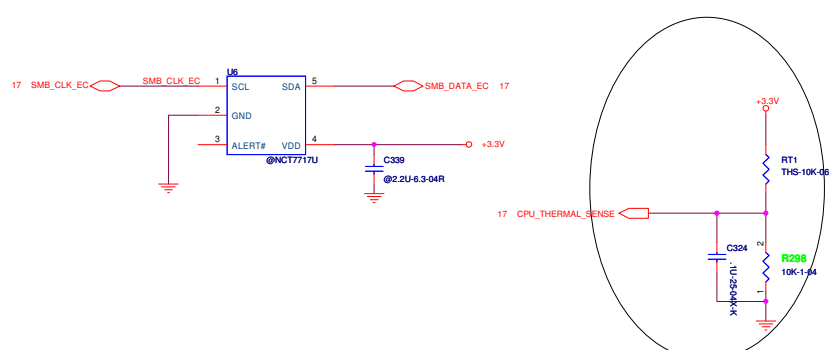 U6
17 SMB_CLK_EC
SMB_CLK_EC
1
SCL
SDA
5
SMB_DATA_EC 17
2
GND
3
ALERT#
VDD
4
+3.3V
@NCT7717U
C339
@2.2U-6.3-04R
+3.3V
RT1
THS-10K-06
17 CPU_THERMAL_SENSE
C324
.1U-25-04X-K
2
R298
10K-1-04
1